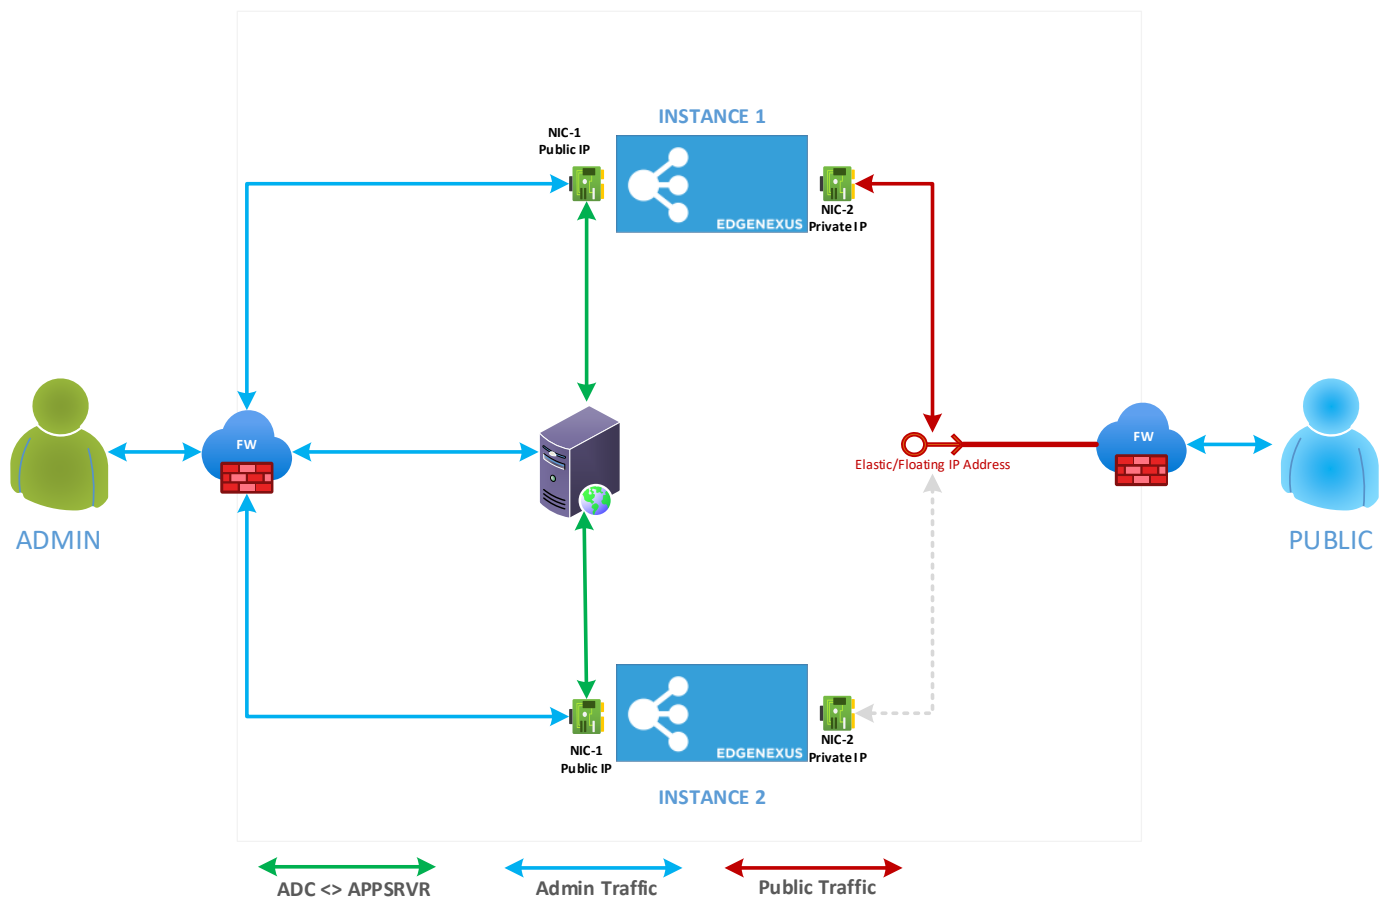 INSTANCE 1
NIC-1
Public IP
EDGENEXUS
NIC-2
Private IP
FW
FW
Elastic/Floating IP Address
ADMIN
PUBLIC
EDGENEXUS
NIC-1
Public IP
NIC-2
Private IP
INSTANCE 2
ADC <> APPSRVR
Admin Traffic
Public Traffic